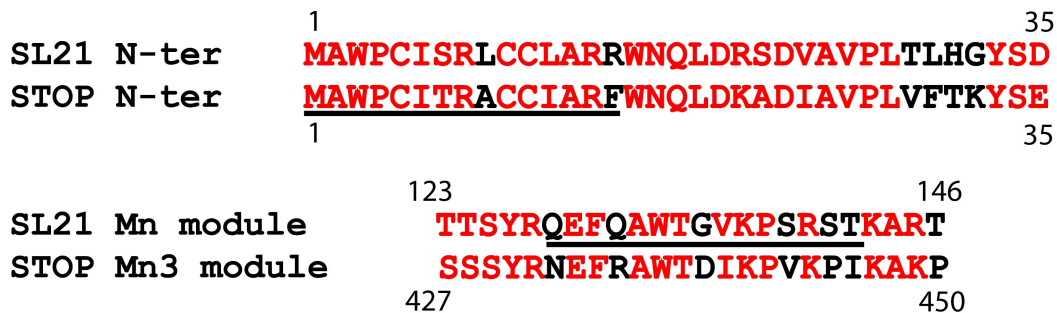 1 35
SL21 N-ter MAWPCISRLCCLARRWNQLDRSDVAVPLTLHGYSD
STOP N-ter MAWPCITRACCIARFWNQLDKADIAVPLVFTKYSE
1 35
123 146
SL21 Mn module TTSYRQEFQAWTGVKPSRSTKART
STOP Mn3 module SSSYRNEFRAWTDIKPVKPIKAKP
427 450